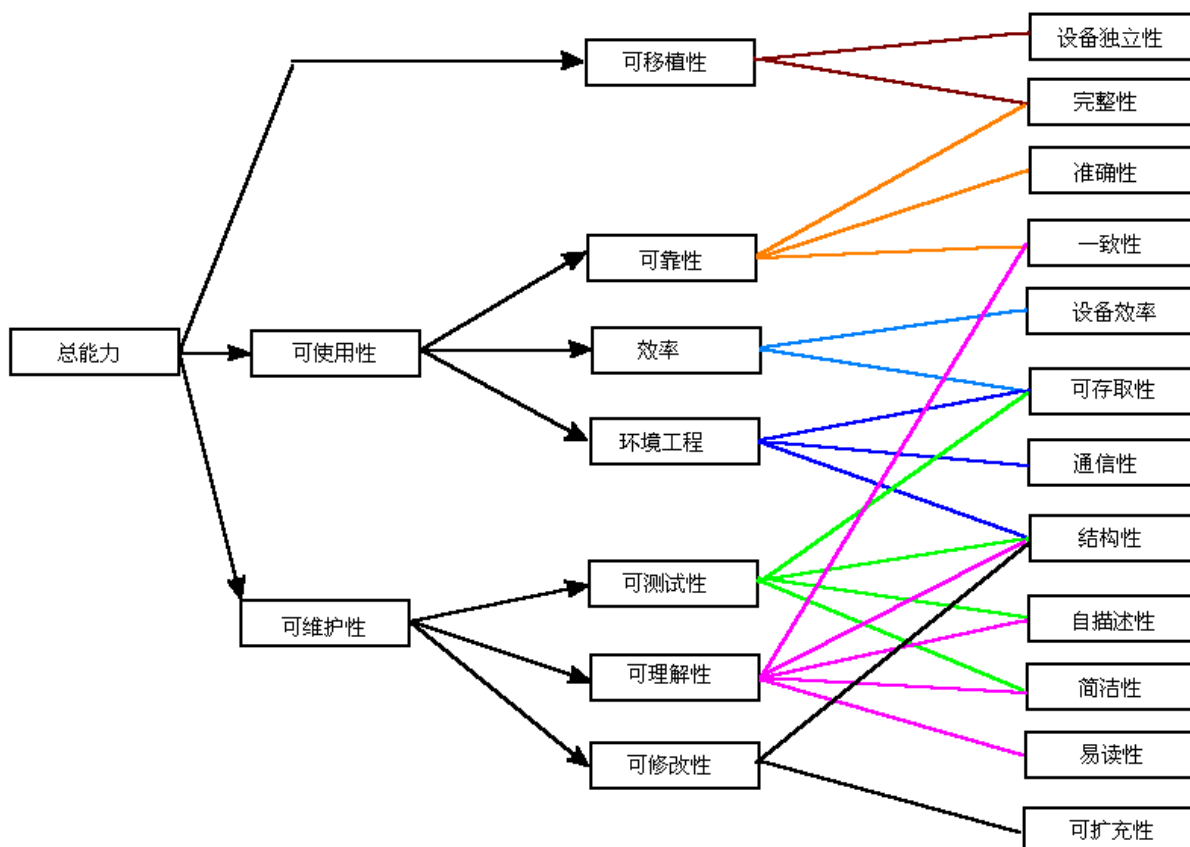 设备独立性
可移植性
完整性
准确性
可靠性
一致性
设备效率
总能力
可使用性
效率
可存取性
环境工程
通信性
结构性
可测试性
可维护性
自描述性
可理解性
简洁性
可修改性
易读性
可扩充性